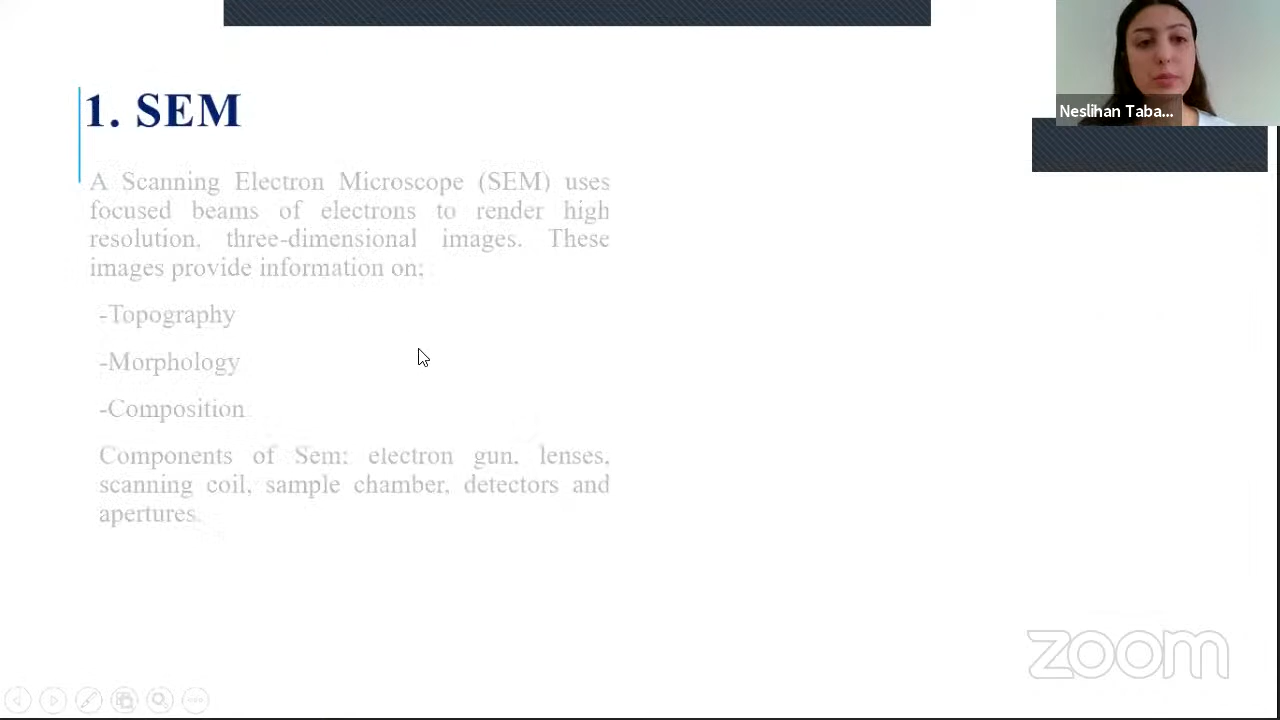 1. SEM
Neslihan Taba...
A Scanning Electron Microscope (SEM) uses
focused beams of electrons to render high
resolution, three-dimensional images. These
images provide information on;
-Topography
-Morphology
-Composition
Components of Sem: electron gun, lenses,
scanning coil, sample chamber, detectors and
apertures.
zoom